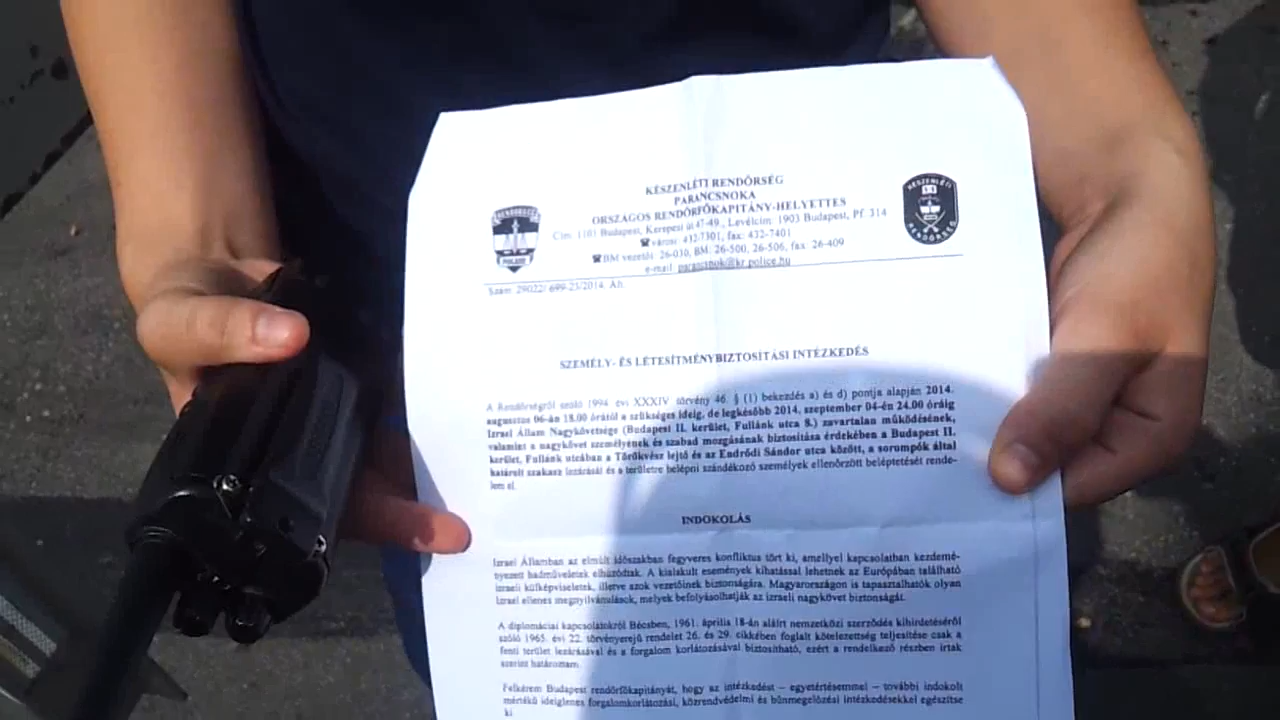 KÉSZENLÉTI RENDŐRSÉG
PARANCSNOKA
ORSZÁGOS RENDŐRFŐKAPITÁNY-HELYETTES
Cím: 1101 Budapest, Kerepesi út 47-49., Levélcím: 1903 Budapest, Pf. 314
☎városi: 432-7301, fax: 432-7401
☎BM vezetői: 26-030, BM: 26-500, 26-506, fax: 26-409
e-mail: parancsnok@kr.police.hu
RENDŐRSÉG
POLICE
KÉSZENLÉTI
RENDŐRSÉG
Szám: 29022/ 699-23/2014. Ált.
SZEMÉLY- ÉS LÉTESÍTMÉNYBIZTOSÍTÁSI INTÉZKEDÉS
A Rendőrségről szóló 1994. évi XXXIV törvény 46. § (1) bekezdés a) és d) pontja alapján 2014.
augusztus 06-án 18.00 órától a szükséges ideig, de legkésőbb 2014. szeptember 04-én 24.00 óráig
Izrael Állam Nagykövetsége (Budapest II. kerület, Fullánk utca 8.) zavartalan működésének,
valamint a nagykövet személyének és szabad mozgásának biztosítása érdekében a Budapest II.
kerület, Fullánk utcában a Törökvész lejtő és az Endrődi Sándor utca közötti, a sorompók által
határolt szakasz lezárását és a területre belépni szándékozó személyek ellenőrzött beléptetését rende-
lem el.
INDOKOLÁS
Izrael Államban az elmúlt időszakban fegyveres konfliktus tört ki, amellyel kapcsolatban kezdemé-
nyezett hadműveletek elhúzódtak. A kialakult események kihatással lehetnek az Európában található
izraeli külképviseletek, illetve azok vezetőinek biztonságára. Magyarországon is tapasztalhatók olyan
Izrael ellenes megnyilvánulások, melyek befolyásolhatják az izraeli nagykövet biztonságát.
A diplomáciai kapcsolatokról Bécsben, 1961. április 18-án aláírt nemzetközi szerződés kihirdetéséről
szóló 1965. évi 22. törvényerejű rendelet 26. és 29. cikkében foglalt kötelezettség teljesítése csak a
fenti terület lezárásával és a forgalom korlátozásával biztosítható, ezért a rendelkező részben írtak
szerint határoztam.
Felkérem Budapest rendőrfőkapitányát, hogy az intézkedést – egyetértésemmel – további indokolt
mértékű ideiglenes forgalomkorlátozási, közrendvédelmi és bűnmegelőzési intézkedésekkel egészítse
ki